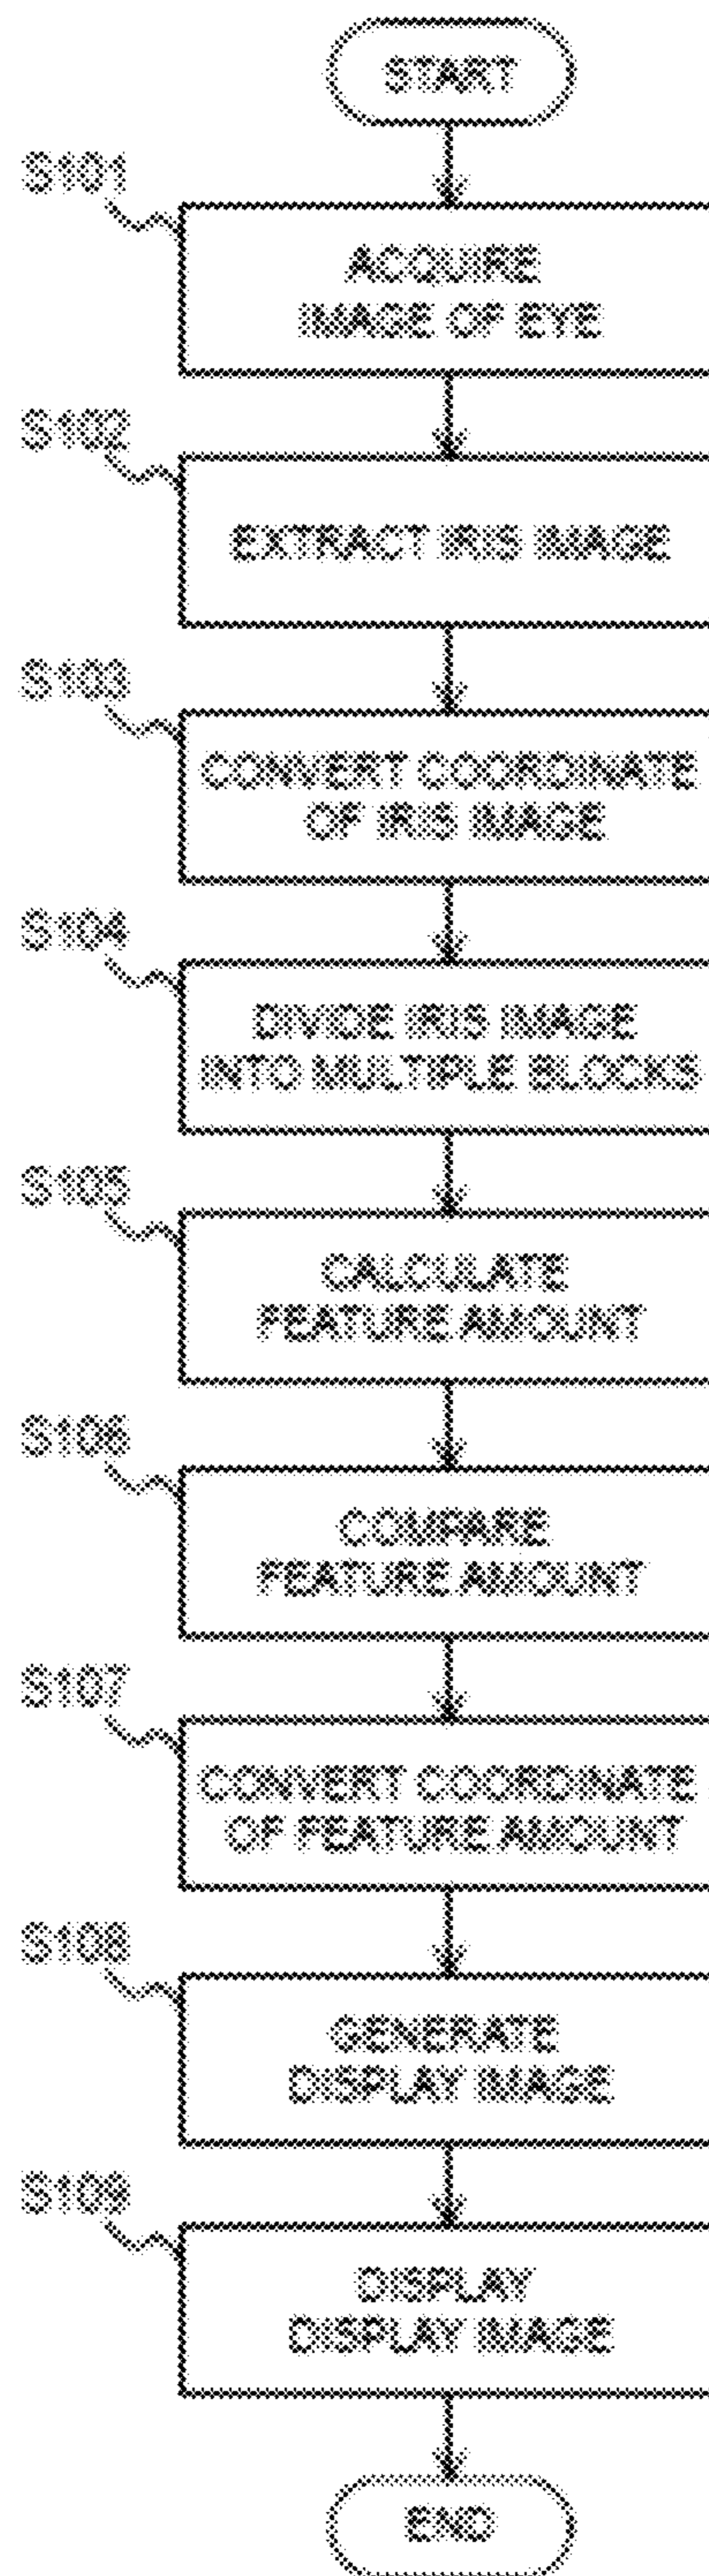 START
S101
ACQUIRE
IMAGE OF EYE
S102
EXTRACT IRIS IMAGE
S103
CONVERT COORDINATE
OF IRIS IMAGE
S104
DIVIDE IRIS IMAGE
INTO MULTIPLE BLOCKS
S105
CALCULATE
FEATURE AMOUNT
S106
COMPARE
FEATURE AMOUNT
S107
CONVERT COORDINATE
OF FEATURE AMOUNT
S108
GENERATE
DISPLAY IMAGE
S109
DISPLAY
DISPLAY IMAGE
END